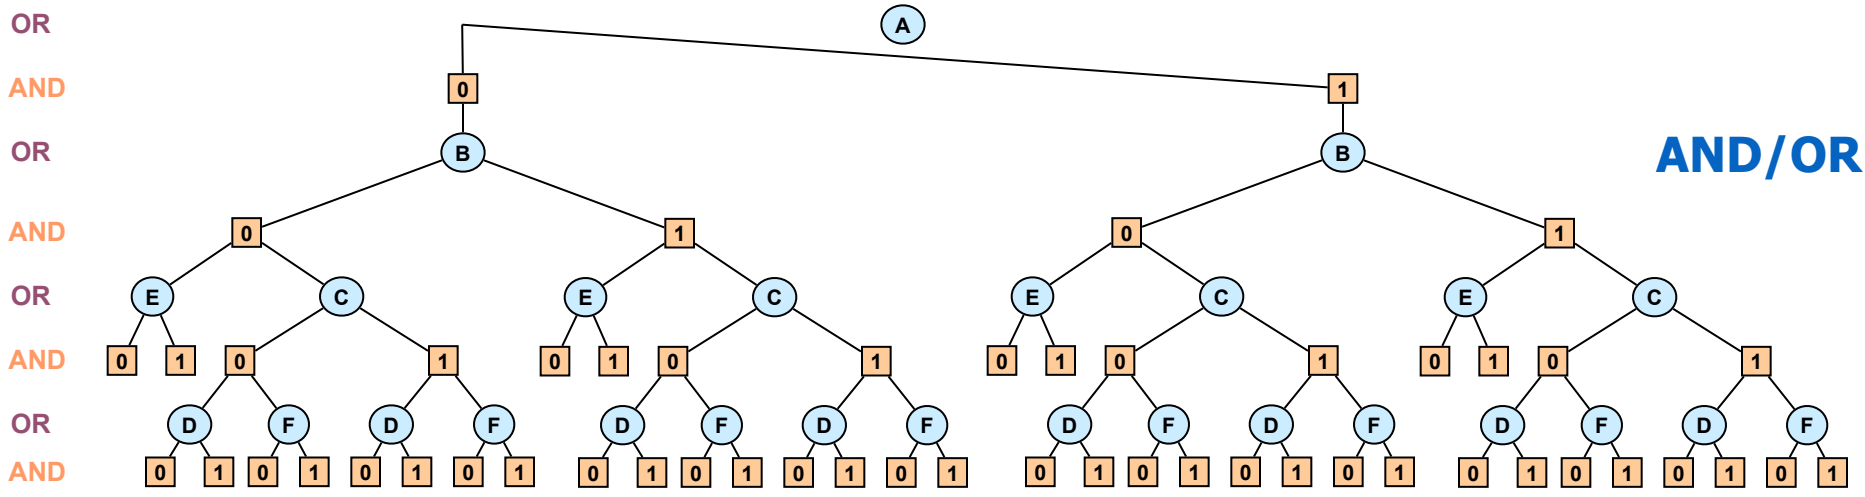 OR A
AND 0 1
OR B B
AND/OR
AND 0 1 0 1
OR E C E C E C E C
AND 0 1 0 1 0 1 0 1 0 1 0 1 0 1 0 1
OR D F D F D F D F D F D F D F D F
AND 0 1 0 1 0 1 0 1 0 1 0 1 0 1 0 1 0 1 0 1 0 1 0 1 0 1 0 1 0 1 0 1